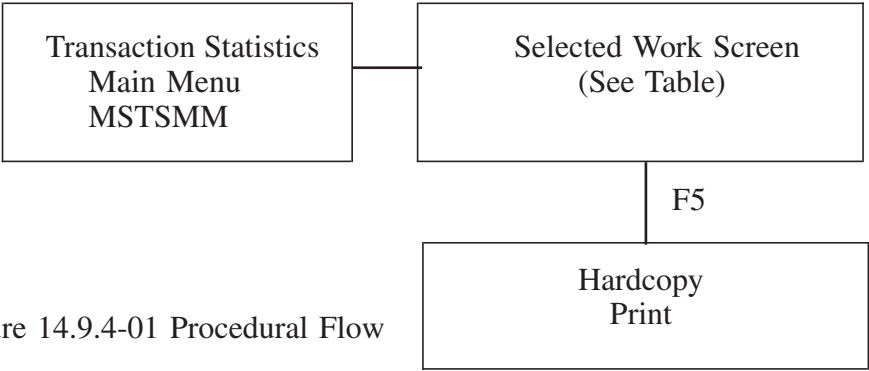 Transaction Statistics
Main Menu
MSTSMM
Selected Work Screen
(See Table)
F5
Hardcopy
Print
14.9.4-01 Procedural Flow